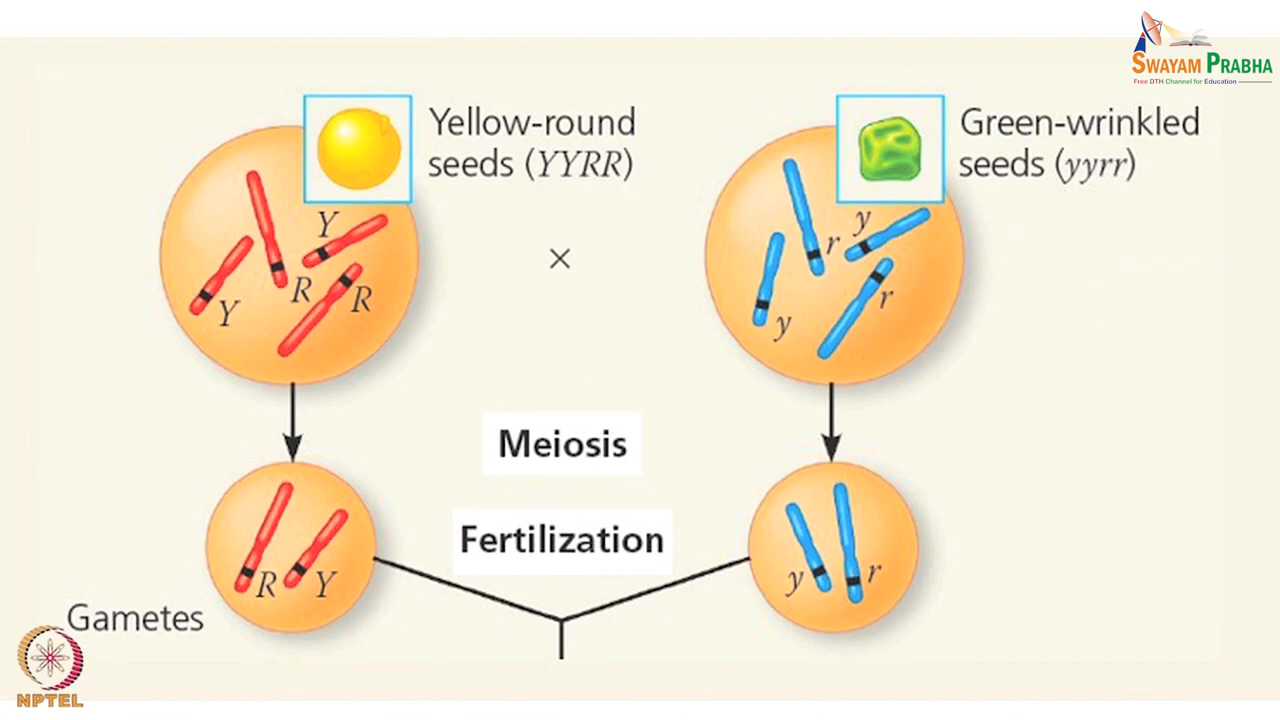 SWAYAM PRABHA
Free DTH Channel for Education
Yellow-round
seeds (YYRR)
Green-wrinkled
seeds (yyrr)
Y
R
Y
R
×
y
r
y
r
Meiosis
Fertilization
R Y
y r
Gametes
NPTEL